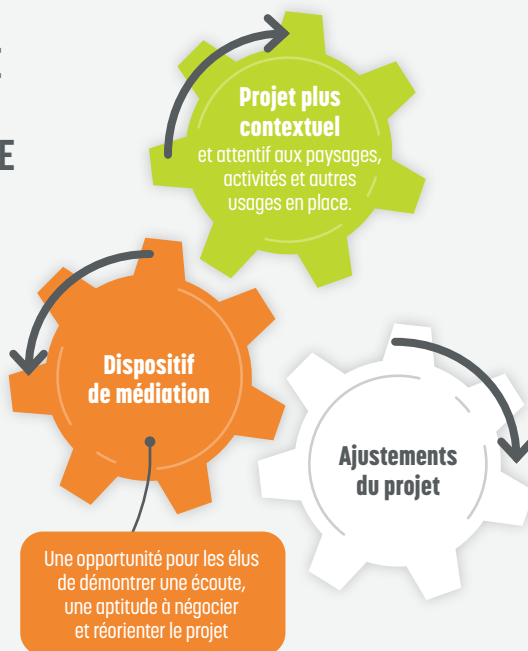 E
Projet plus
contextuel
et attentif aux paysages,
activités et autres
usages en place.
Dispositif
de médiation
Ajustements
du projet
Une opportunité pour les élus
de démontrer une écoute,
une aptitude à négocier
et réorienter le projet